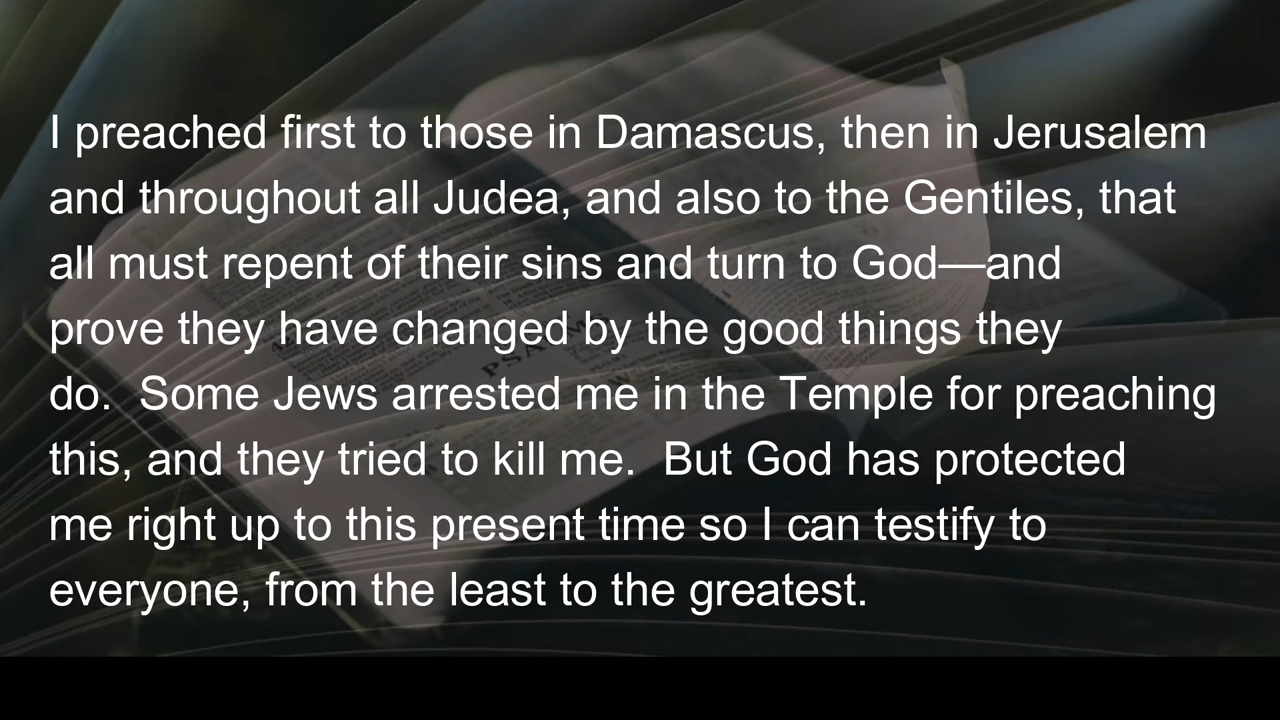 I preached first to those in Damascus, then in Jerusalem
and throughout all Judea, and also to the Gentiles, that
all must repent of their sins and turn to God—and
prove they have changed by the good things they
do.  Some Jews arrested me in the Temple for preaching
this, and they tried to kill me.  But God has protected
me right up to this present time so I can testify to
everyone, from the least to the greatest.
PSALMS